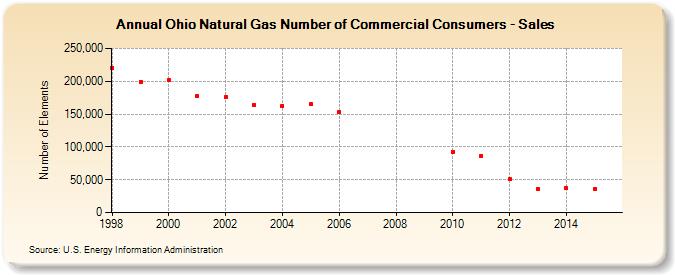 Annual Ohio Natural Gas Number of Commercial Consumers - Sales
Number of Elements
250,000
200,000
150,000
100,000
50,000
0
1998 2000 2002 2004 2006 2008 2010 2012 2014
Source: U.S. Energy Information Administration